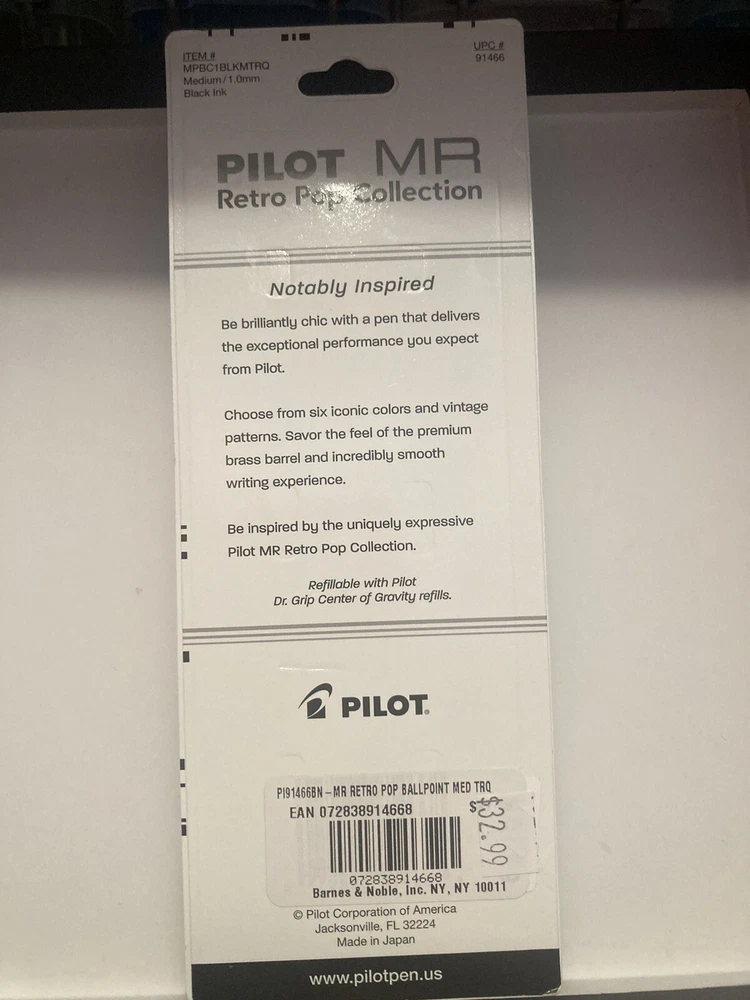 ITEM #
MPBC1BLKMTRQ
Medium/1.0mm
Black Ink
UPC #
91466
PILOT MR
Retro Pop Collection
Notably Inspired
Be brilliantly chic with a pen that delivers
the exceptional performance you expect
from Pilot.
Choose from six iconic colors and vintage
patterns. Savor the feel of the premium
brass barrel and incredibly smooth
writing experience.
Be inspired by the uniquely expressive
Pilot MR Retro Pop Collection.
Refillable with Pilot
Dr. Grip Center of Gravity refills.
PILOT®
PI91466BN-MR RETRO POP BALLPOINT MED TRQ
EAN 072838914668
$
$32.99
072838914668
Barnes & Noble, Inc. NY, NY 10011
© Pilot Corporation of America
Jacksonville, FL 32224
Made in Japan
www.pilotpen.us